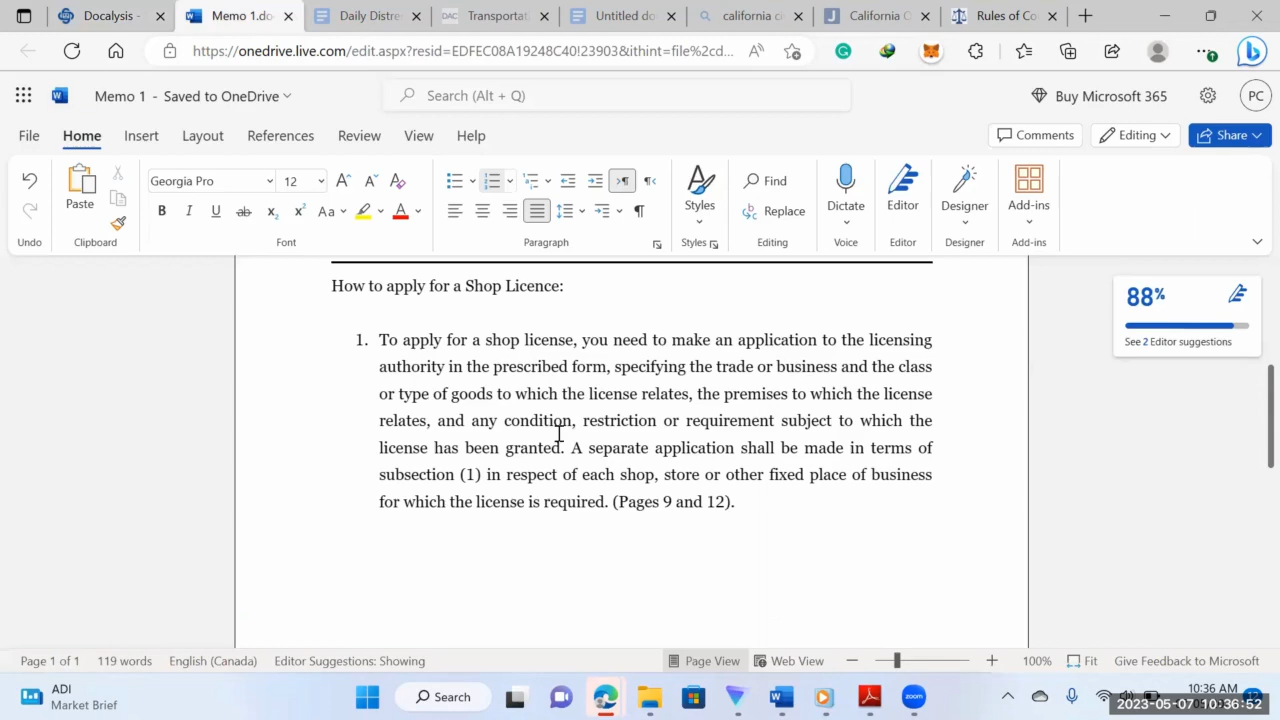 Docalysis -
Memo 1.do
Daily Distre
DAC
Transportat
Untitled do
california ci
California C
Rules of Co
https://onedrive.live.com/edit.aspx?resid=EDFEC08A19248C40!23903&ithint=file%2cd...
Memo 1 - Saved to OneDrive
Search (Alt + Q)
Buy Microsoft 365
PC
File
Home
Insert
Layout
References
Review
View
Help
Comments
Editing
Share
Paste
Georgia Pro
12
Find
Replace
Styles
Dictate
Editor
Designer
Add-ins
Undo
Clipboard
Font
Paragraph
Styles
Editing
Voice
Editor
Designer
Add-ins
How to apply for a Shop Licence:
88%
See 2 Editor suggestions
1. To apply for a shop license, you need to make an application to the licensing
authority in the prescribed form, specifying the trade or business and the class
or type of goods to which the license relates, the premises to which the license
relates, and any condition, restriction or requirement subject to which the
license has been granted. A separate application shall be made in terms of
subsection (1) in respect of each shop, store or other fixed place of business
for which the license is required. (Pages 9 and 12).
Page 1 of 1
119 words
English (Canada)
Editor Suggestions: Showing
Page View
Web View
100%
Fit
Give Feedback to Microsoft
ADI
Market Brief
Search
zoom
10:36 AM
2023-05-07 10:36:52